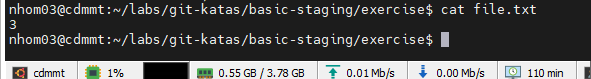 nhom03@cdmmt:~/labs/git-katas/basic-staging/exercise$ cat file.txt
3
nhom03@cdmmt:~/labs/git-katas/basic-staging/exercise$
cdmmt 1% 0.55 GB / 3.78 GB 0.01 Mb/s 0.00 Mb/s 110 min